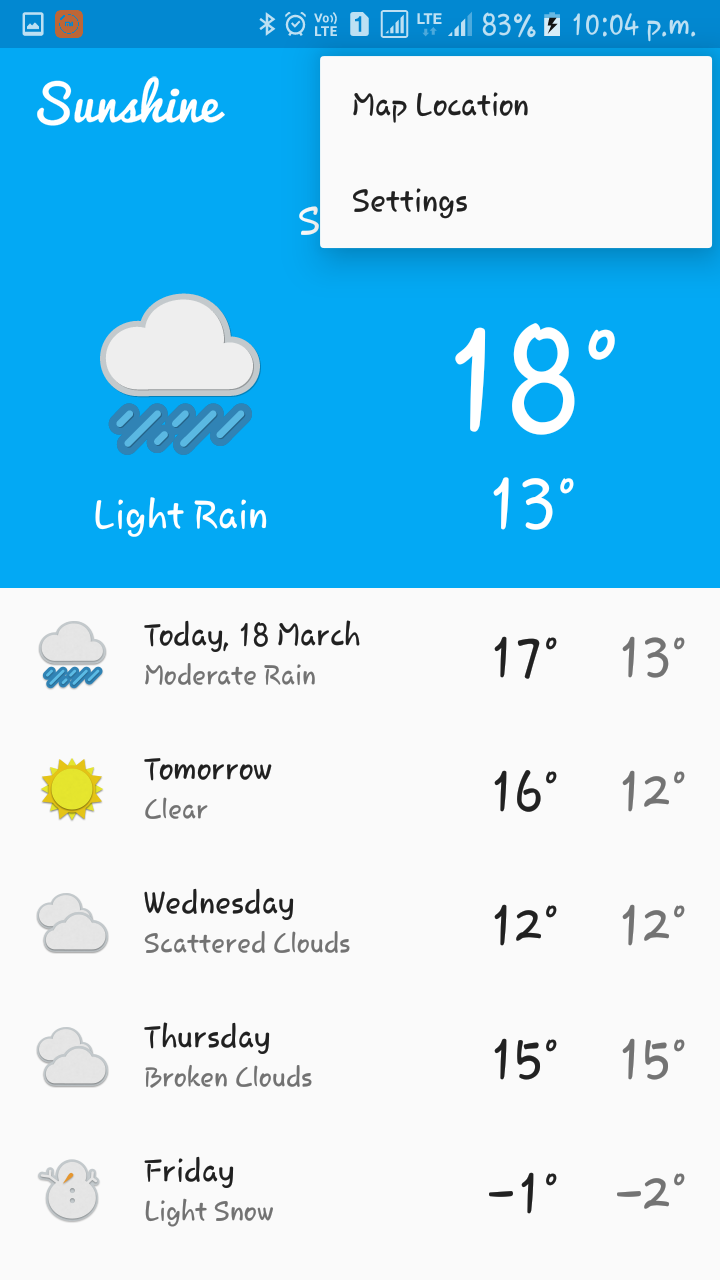 Vo)) LTE 1 LTE 83% 10:04 p.m.
Sunshine
Map Location
Settings
S
18°
13°
Light Rain
Today, 18 March
Moderate Rain
17° 13°
Tomorrow
Clear
16° 12°
Wednesday
Scattered Clouds
12° 12°
Thursday
Broken Clouds
15° 15°
Friday
Light Snow
-1° -2°